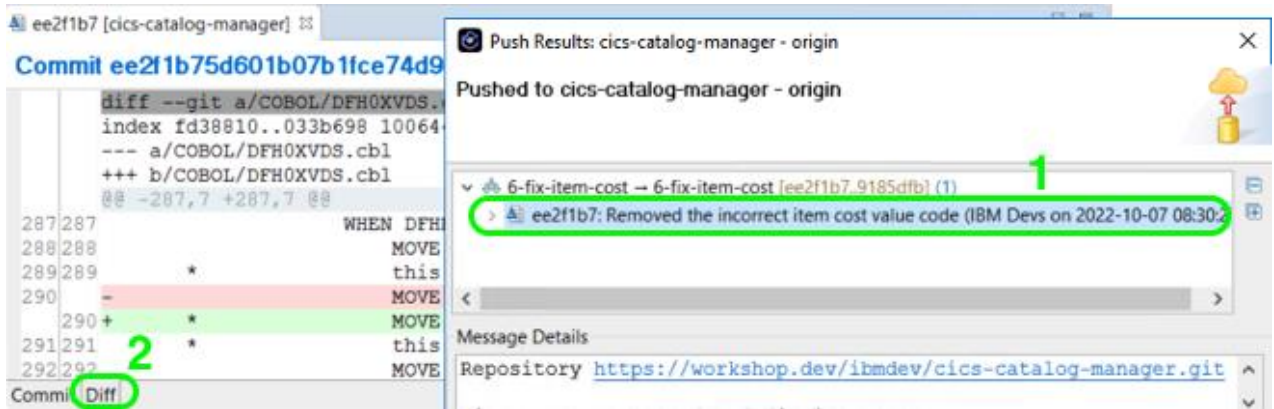 ee2f1b7 [cics-catalog-manager]
Commit ee2f1b75d601b07b1fce74d9
diff --git a/COBOL/DFH0XVDS.
index fd38810..033b698 10064
--- a/COBOL/DFH0XVDS.cbl
+++ b/COBOL/DFH0XVDS.cbl
@@ -287,7 +287,7 @@
287 287 WHEN DFH
288 288 MOVE
289 289 * this
290 - MOVE
290 + * MOVE
291 291 * this
292 292 MOVE
2
Commi Diff
Push Results: cics-catalog-manager - origin
Pushed to cics-catalog-manager - origin
1
6-fix-item-cost → 6-fix-item-cost [ee2f1b7..9185dfb] (1)
ee2f1b7: Removed the incorrect item cost value code (IBM Devs on 2022-10-07 08:30:2
Message Details
Repository https://workshop.dev/ibmdev/cics-catalog-manager.git